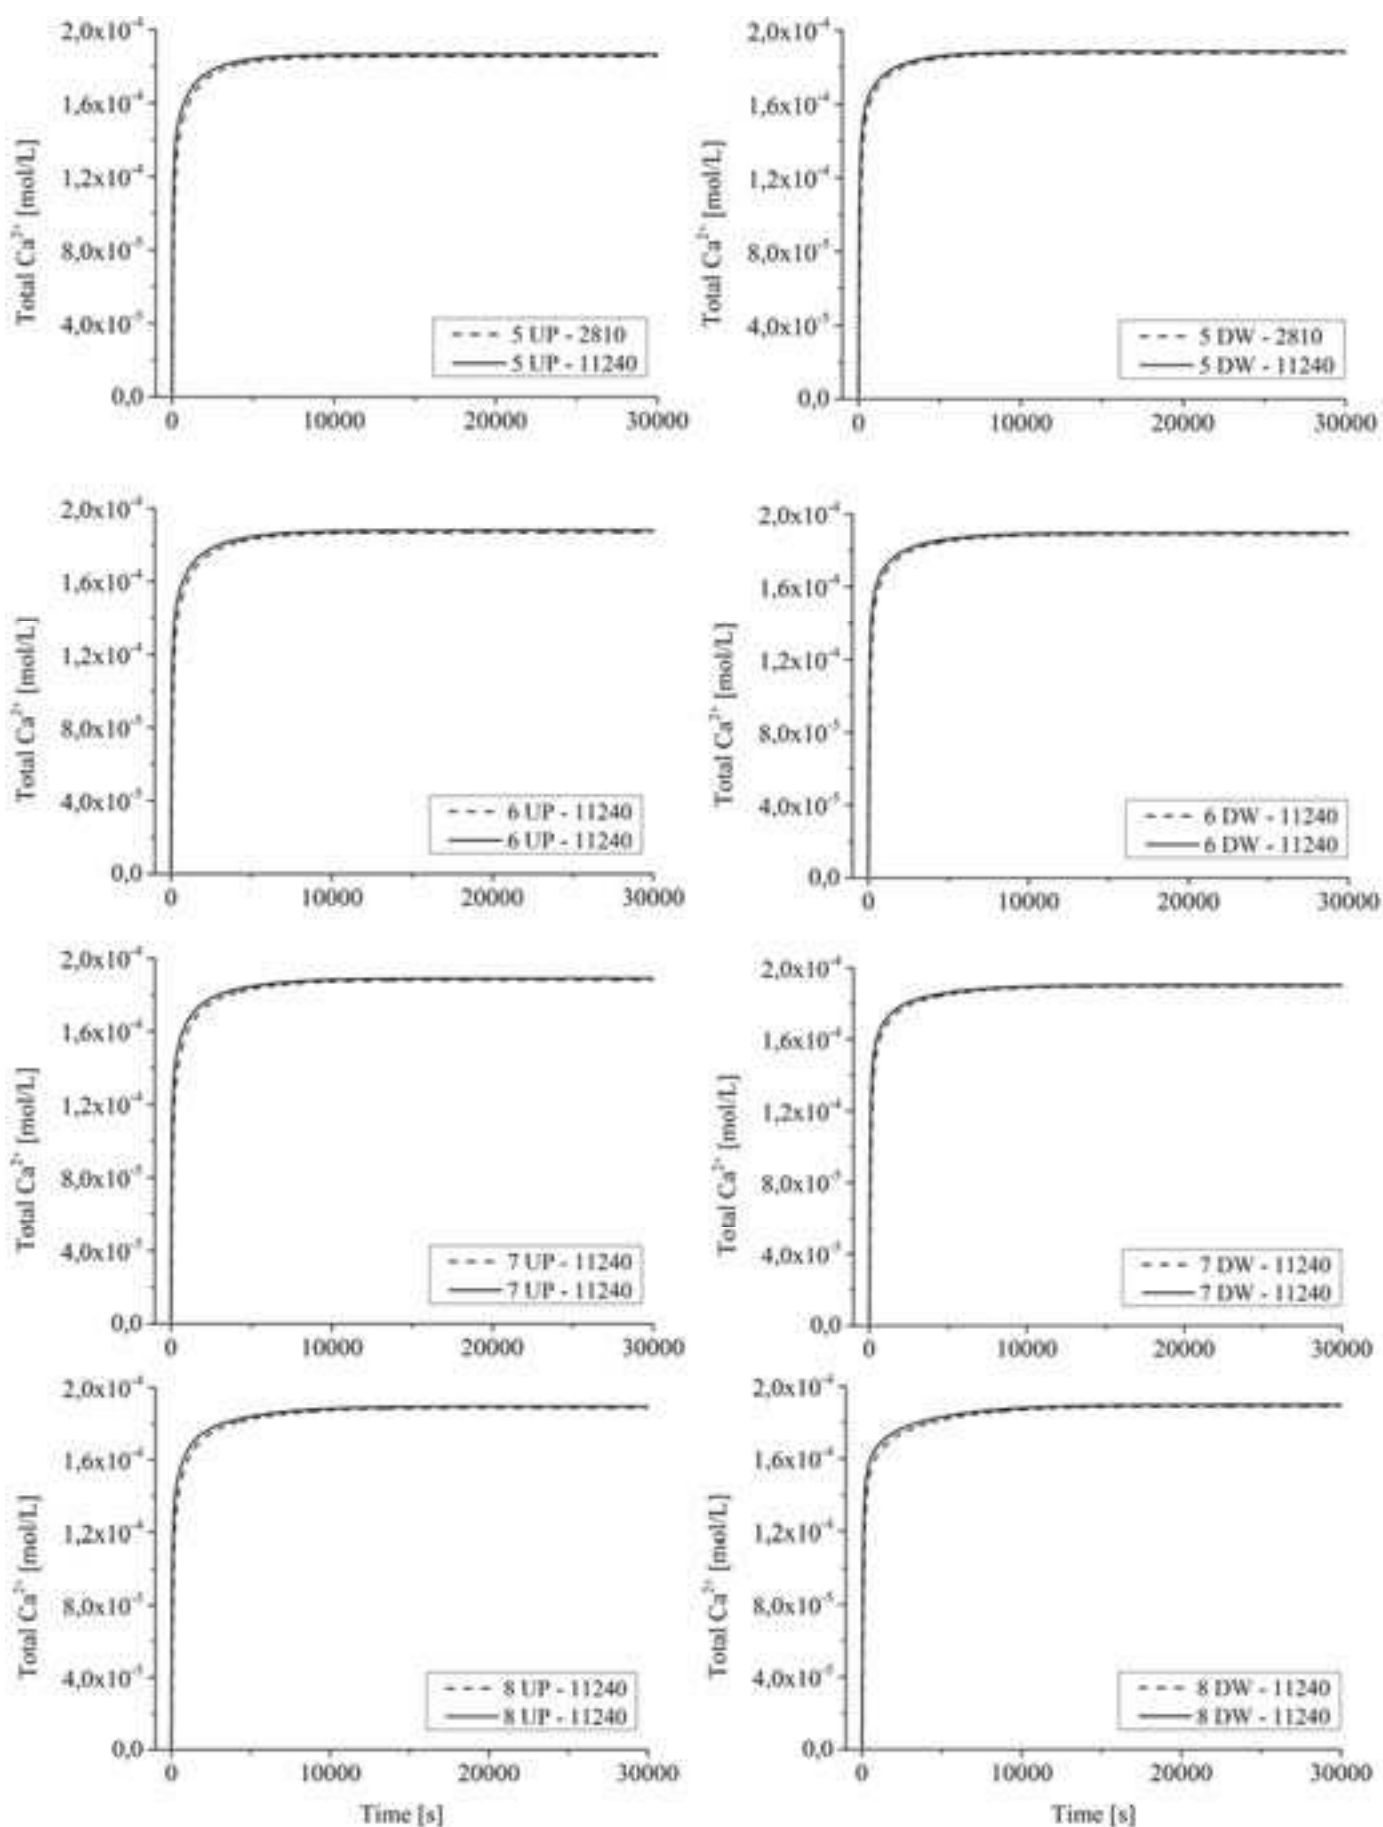 2,0x10⁻⁴
1,6x10⁻⁴
1,2x10⁻⁴
8,0x10⁻⁵
4,0x10⁻⁵
0,0
Total Ca²⁺ [mol/L]
5 UP - 2810
5 UP - 11240
0 10000 20000 30000
2,0x10⁻⁴
1,6x10⁻⁴
1,2x10⁻⁴
8,0x10⁻⁵
4,0x10⁻⁵
0,0
Total Ca²⁺ [mol/L]
5 DW - 2810
5 DW - 11240
0 10000 20000 30000
2,0x10⁻⁴
1,6x10⁻⁴
1,2x10⁻⁴
8,0x10⁻⁵
4,0x10⁻⁵
0,0
Total Ca²⁺ [mol/L]
6 UP - 11240
6 UP - 11240
0 10000 20000 30000
2,0x10⁻⁴
1,6x10⁻⁴
1,2x10⁻⁴
8,0x10⁻⁵
4,0x10⁻⁵
0,0
Total Ca²⁺ [mol/L]
6 DW - 11240
6 DW - 11240
0 10000 20000 30000
2,0x10⁻⁴
1,6x10⁻⁴
1,2x10⁻⁴
8,0x10⁻⁵
4,0x10⁻⁵
0,0
Total Ca²⁺ [mol/L]
7 UP - 11240
7 UP - 11240
0 10000 20000 30000
2,0x10⁻⁴
1,6x10⁻⁴
1,2x10⁻⁴
8,0x10⁻⁵
4,0x10⁻⁵
0,0
Total Ca²⁺ [mol/L]
7 DW - 11240
7 DW - 11240
0 10000 20000 30000
2,0x10⁻⁴
1,6x10⁻⁴
1,2x10⁻⁴
8,0x10⁻⁵
4,0x10⁻⁵
0,0
Total Ca²⁺ [mol/L]
8 UP - 11240
8 UP - 11240
0 10000 20000 30000
Time [s]
2,0x10⁻⁴
1,6x10⁻⁴
1,2x10⁻⁴
8,0x10⁻⁵
4,0x10⁻⁵
0,0
Total Ca²⁺ [mol/L]
8 DW - 11240
8 DW - 11240
0 10000 20000 30000
Time [s]